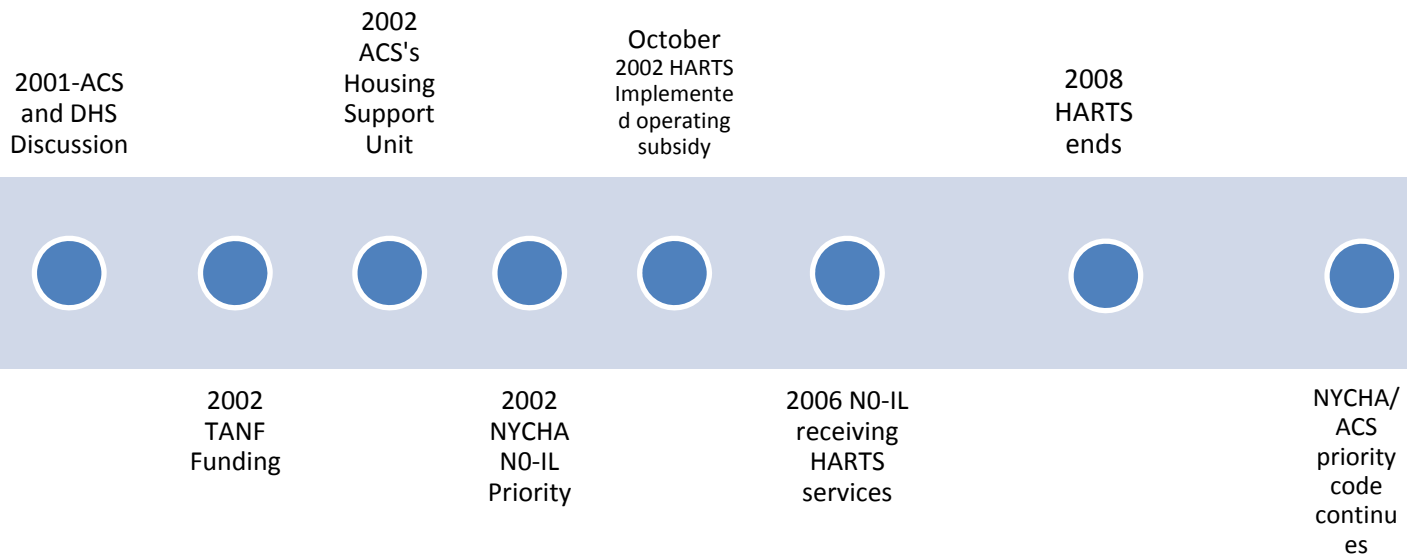 2001-ACS
and DHS
Discussion
2002
TANF
Funding
2002
ACS's
Housing
Support
Unit
2002
NYCHA
N0-IL
Priority
October
2002 HARTS
Implemente
d operating
subsidy
2006 N0-IL
receiving
HARTS
services
2008
HARTS
ends
NYCHA/
ACS
priority
code
continu
es